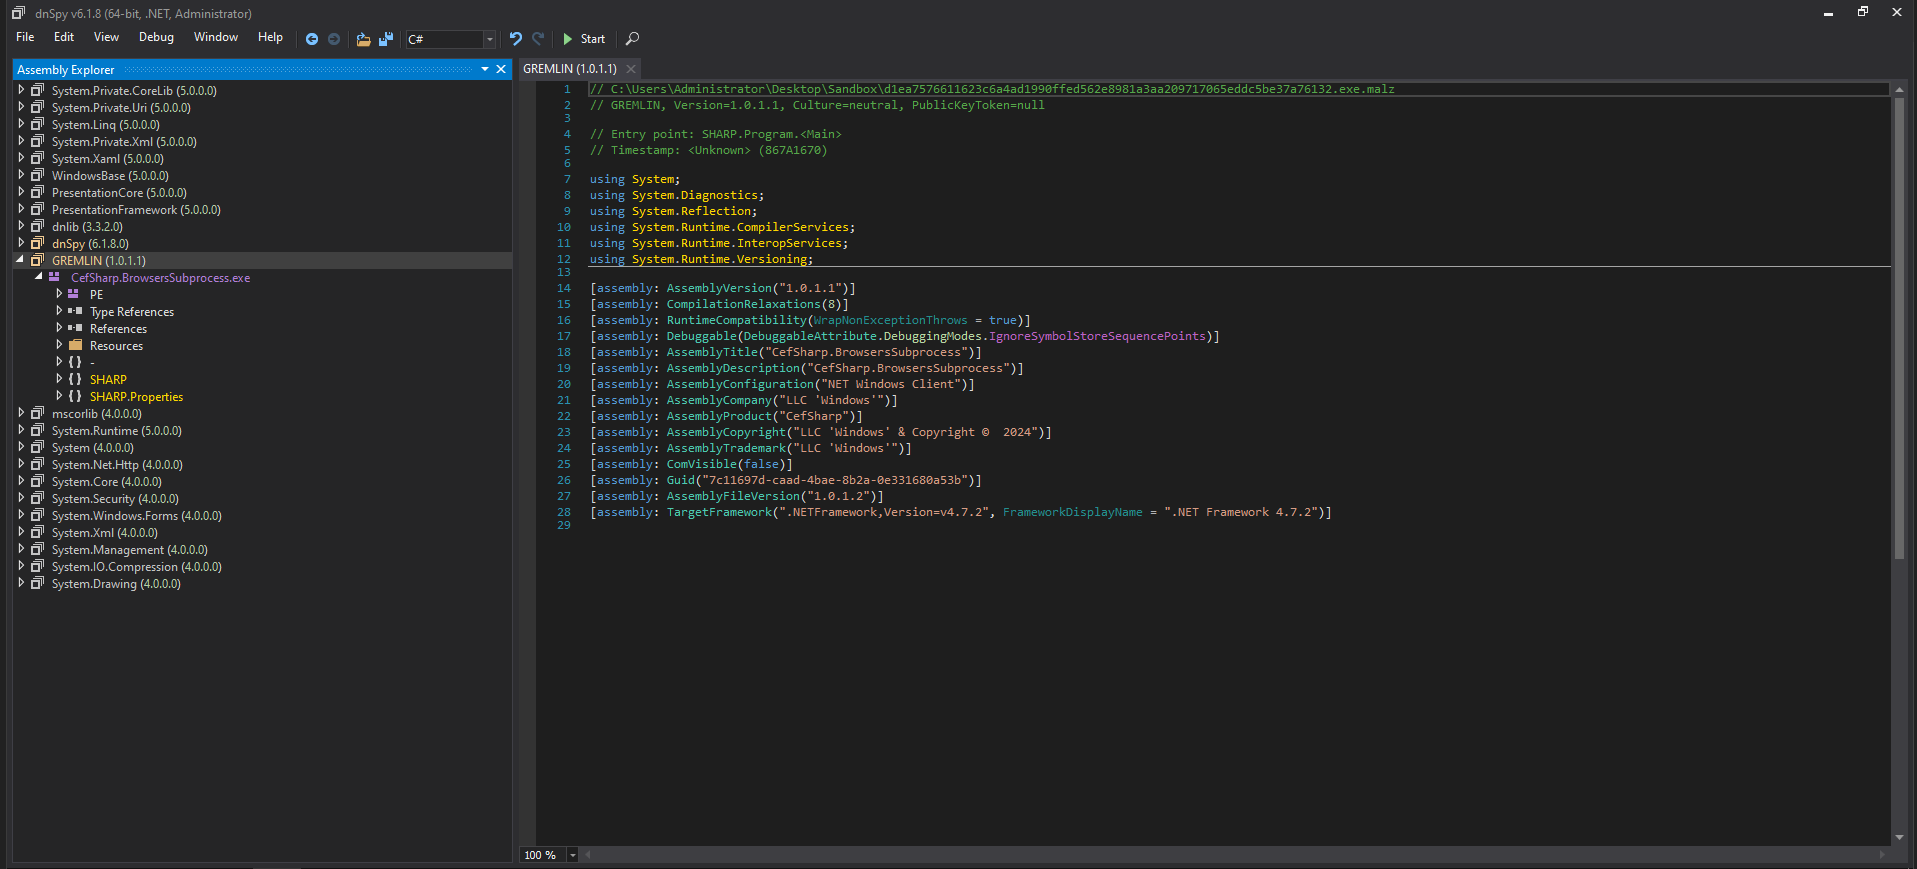 dnSpy v6.1.8 (64-bit, .NET, Administrator)
File Edit View Debug Window Help C# Start
Assembly Explorer
System.Private.CoreLib (5.0.0.0)
System.Private.Uri (5.0.0.0)
System.Linq (5.0.0.0)
System.Private.Xml (5.0.0.0)
System.Xaml (5.0.0.0)
WindowsBase (5.0.0.0)
PresentationCore (5.0.0.0)
PresentationFramework (5.0.0.0)
dnlib (3.3.2.0)
dnSpy (6.1.8.0)
GREMLIN (1.0.1.1)
CefSharp.BrowsersSubprocess.exe
PE
Type References
References
Resources
{ } -
{ } SHARP
{ } SHARP.Properties
mscorlib (4.0.0.0)
System.Runtime (5.0.0.0)
System (4.0.0.0)
System.Net.Http (4.0.0.0)
System.Core (4.0.0.0)
System.Security (4.0.0.0)
System.Windows.Forms (4.0.0.0)
System.Xml (4.0.0.0)
System.Management (4.0.0.0)
System.IO.Compression (4.0.0.0)
System.Drawing (4.0.0.0)
GREMLIN (1.0.1.1)
1 // C:\Users\Administrator\Desktop\Sandbox\d1ea7576611623c6a4ad1990ffed562e8981a3aa209717065eddc5be37a76132.exe.malz
2 // GREMLIN, Version=1.0.1.1, Culture=neutral, PublicKeyToken=null
3
4 // Entry point: SHARP.Program.<Main>
5 // Timestamp: <Unknown> (867A1670)
6
7 using System;
8 using System.Diagnostics;
9 using System.Reflection;
10 using System.Runtime.CompilerServices;
11 using System.Runtime.InteropServices;
12 using System.Runtime.Versioning;
13
14 [assembly: AssemblyVersion("1.0.1.1")]
15 [assembly: CompilationRelaxations(8)]
16 [assembly: RuntimeCompatibility(WrapNonExceptionThrows = true)]
17 [assembly: Debuggable(DebuggableAttribute.DebuggingModes.IgnoreSymbolStoreSequencePoints)]
18 [assembly: AssemblyTitle("CefSharp.BrowsersSubprocess")]
19 [assembly: AssemblyDescription("CefSharp.BrowsersSubprocess")]
20 [assembly: AssemblyConfiguration("NET Windows Client")]
21 [assembly: AssemblyCompany("LLC 'Windows'")]
22 [assembly: AssemblyProduct("CefSharp")]
23 [assembly: AssemblyCopyright("LLC 'Windows' & Copyright ©  2024")]
24 [assembly: AssemblyTrademark("LLC 'Windows'")]
25 [assembly: ComVisible(false)]
26 [assembly: Guid("7c11697d-caad-4bae-8b2a-0e331680a53b")]
27 [assembly: AssemblyFileVersion("1.0.1.2")]
28 [assembly: TargetFramework(".NETFramework,Version=v4.7.2", FrameworkDisplayName = ".NET Framework 4.7.2")]
29
100 %